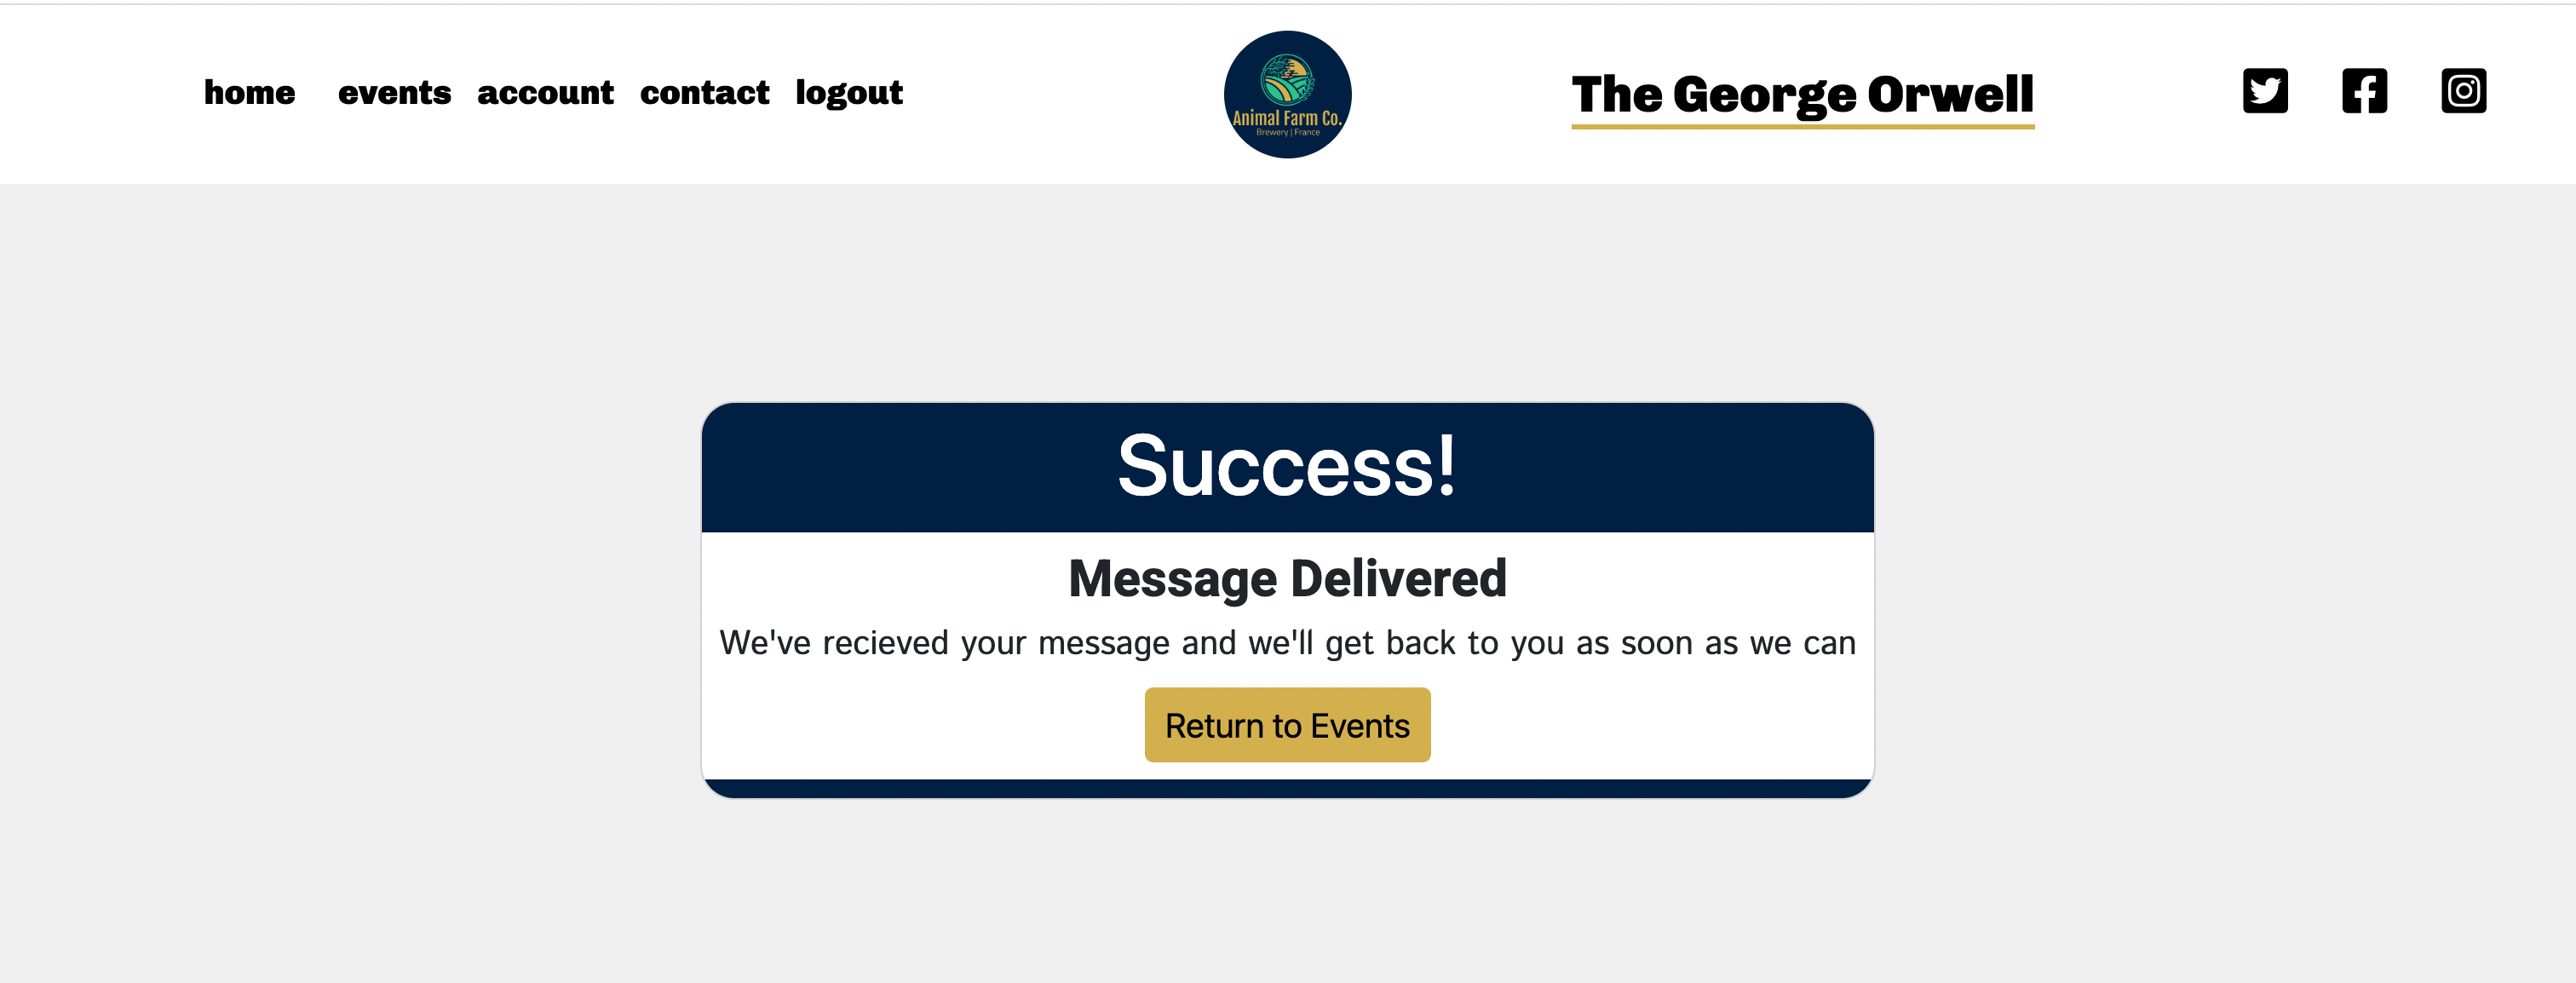 home events account contact logout
Animal Farm Co.
Brewery | France
The George Orwell
Success!
Message Delivered
We've recieved your message and we'll get back to you as soon as we can
Return to Events